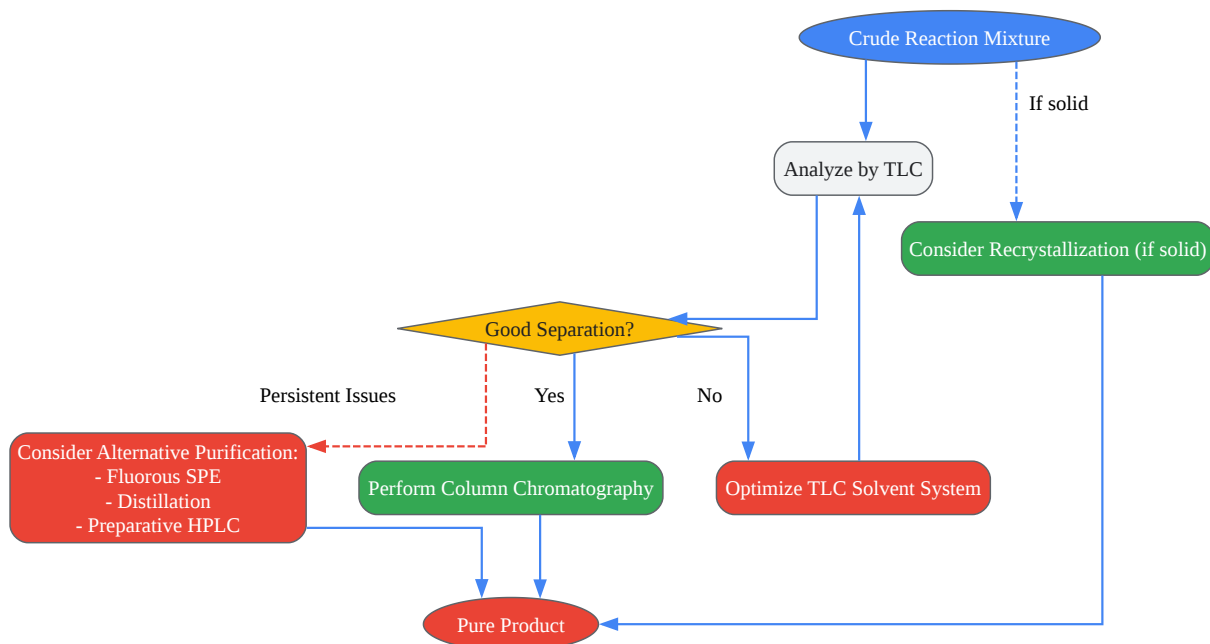 Crude Reaction Mixture
If solid
Analyze by TLC
Consider Recrystallization (if solid)
Good Separation?
Persistent Issues
Yes
No
Consider Alternative Purification:
- Fluorous SPE
- Distillation
- Preparative HPLC
Perform Column Chromatography
Optimize TLC Solvent System
Pure Product